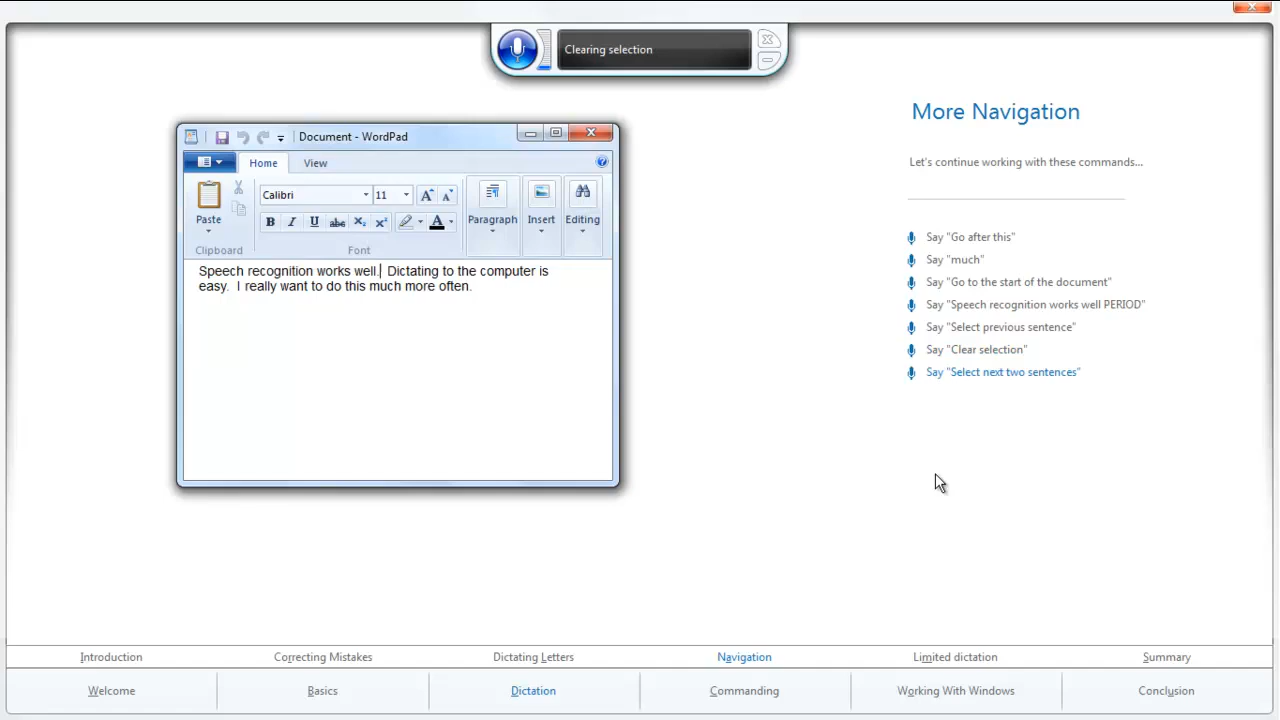 Clearing selection
More Navigation
Let's continue working with these commands...
Document - WordPad
Home
View
Calibri
11
Paste
Clipboard
B I U abc X₂ X² A
Font
Paragraph
Insert
Editing
Speech recognition works well. Dictating to the computer is
easy. I really want to do this much more often.
Say "Go after this"
Say "much"
Say "Go to the start of the document"
Say "Speech recognition works well PERIOD"
Say "Select previous sentence"
Say "Clear selection"
Say "Select next two sentences"
Introduction
Correcting Mistakes
Dictating Letters
Navigation
Limited dictation
Summary
Welcome
Basics
Dictation
Commanding
Working With Windows
Conclusion